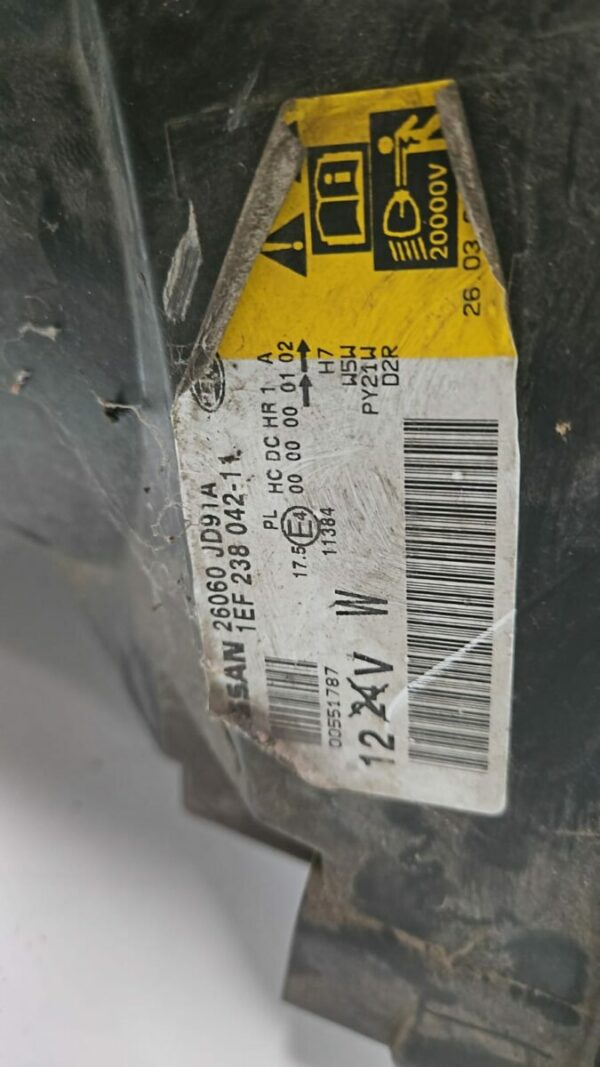 SSAN 26060 JD91A
1EF 238 042-11
PL HC DC HR 1 A
17.5 E4 00 00 00 01 02
11384
H7
W5W
PY21W
D2R
00551787
12 24 V W
20000V
26.03